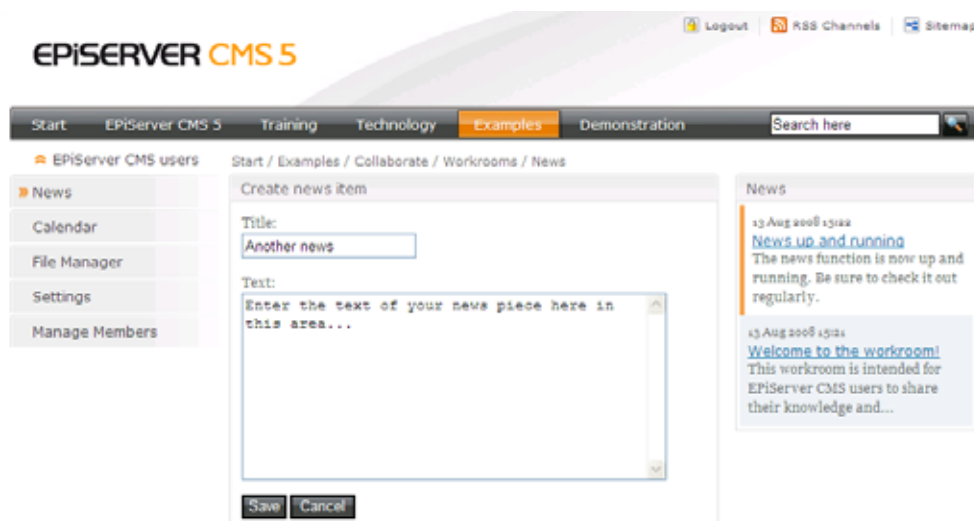 Logout RSS Channels Sitemap
EPiSERVER CMS 5
Start EPiServer CMS 5 Training Technology Examples Demonstration Search here
EPiServer CMS users
Start / Examples / Collaborate / Workrooms / News
News
Calendar
File Manager
Settings
Manage Members
Create news item
Title:
Another news
Text:
Enter the text of your news piece here in
this area...
Save Cancel
News
13 Aug 2008 15:22
News up and running
The news function is now up and
running. Be sure to check it out
regularly.
13 Aug 2008 15:21
Welcome to the workroom!
This workroom is intended for
EPiServer CMS users to share
their knowledge and...